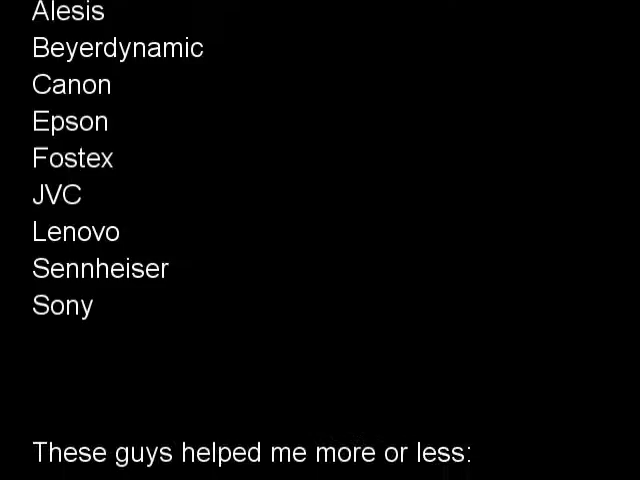 Alesis
Beyerdynamic
Canon
Epson
Fostex
JVC
Lenovo
Sennheiser
Sony
These guys helped me more or less: